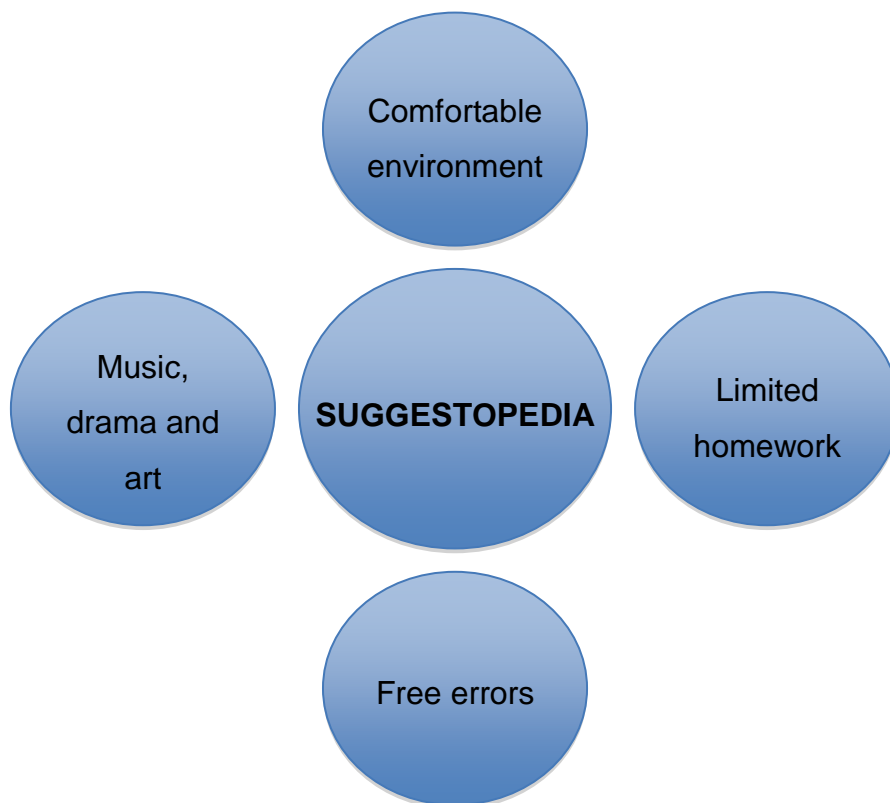 Comfortable
environment
Music,
drama and
art
SUGGESTOPEDIA
Limited
homework
Free errors